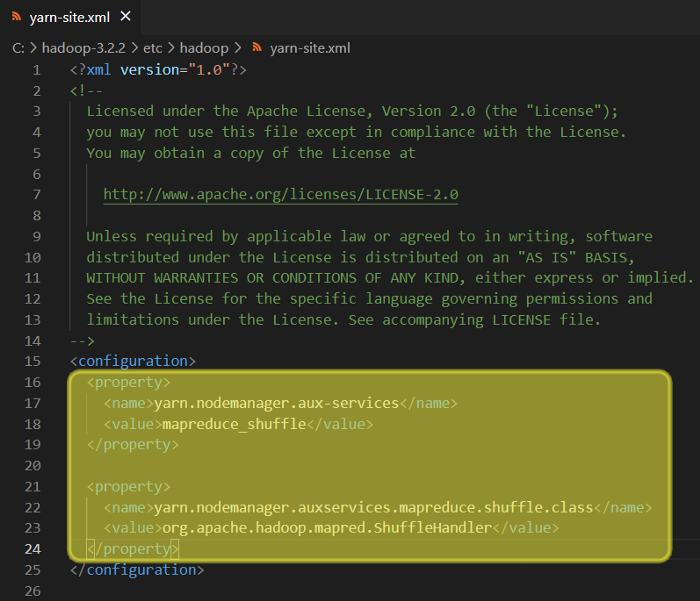 yarn-site.xml ×
C: > hadoop-3.2.2 > etc > hadoop > yarn-site.xml
1 <?xml version="1.0"?>
2 <!--
3 Licensed under the Apache License, Version 2.0 (the "License");
4 you may not use this file except in compliance with the License.
5 You may obtain a copy of the License at
6
7 http://www.apache.org/licenses/LICENSE-2.0
8
9 Unless required by applicable law or agreed to in writing, software
10 distributed under the License is distributed on an "AS IS" BASIS,
11 WITHOUT WARRANTIES OR CONDITIONS OF ANY KIND, either express or implied.
12 See the License for the specific language governing permissions and
13 limitations under the License. See accompanying LICENSE file.
14 -->
15 <configuration>
16 <property>
17 <name>yarn.nodemanager.aux-services</name>
18 <value>mapreduce_shuffle</value>
19 </property>
20
21 <property>
22 <name>yarn.nodemanager.auxservices.mapreduce.shuffle.class</name>
23 <value>org.apache.hadoop.mapred.ShuffleHandler</value>
24 </property>
25 </configuration>
26